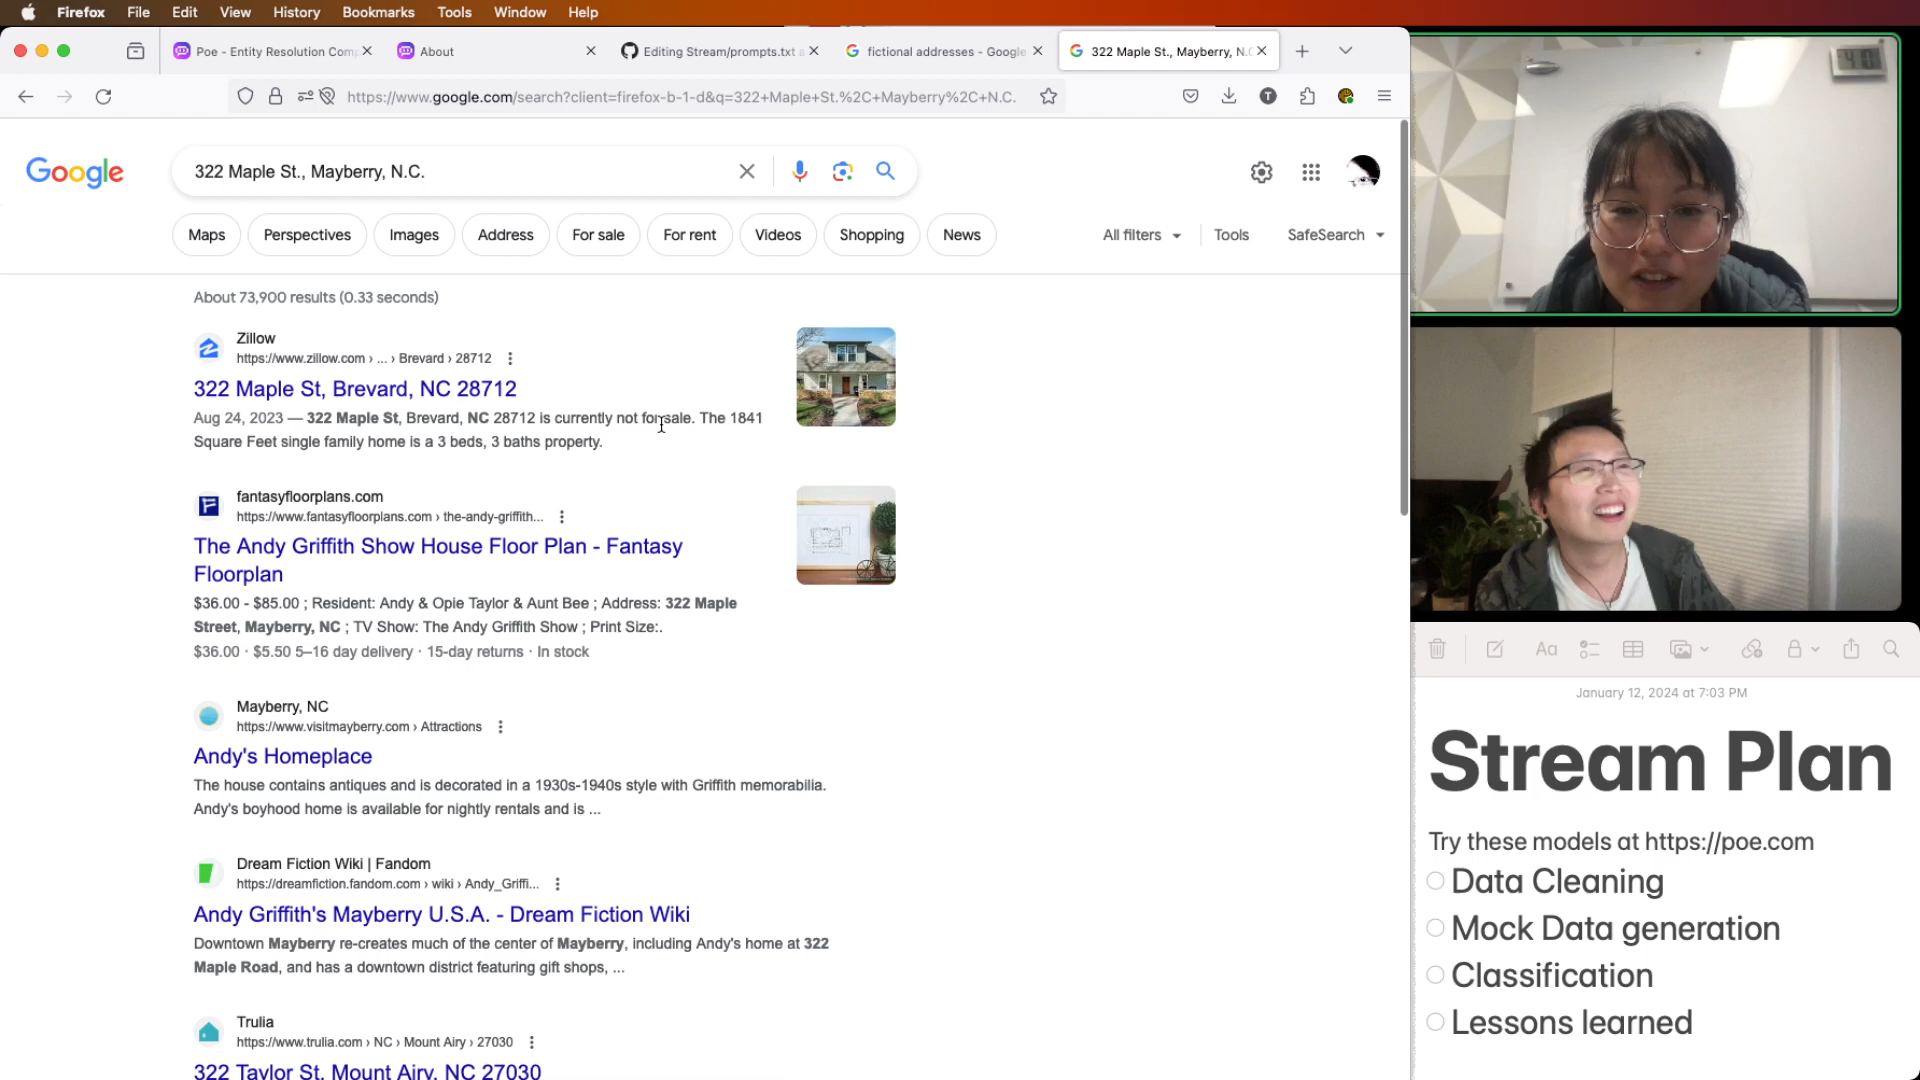 Firefox File Edit View History Bookmarks Tools Window Help
Poe - Entity Resolution Com
About
Editing Stream/prompts.txt a
fictional addresses - Google
322 Maple St., Mayberry, N.C
https://www.google.com/search?client=firefox-b-1-d&q=322+Maple+St.%2C+Mayberry%2C+N.C.
T
Google
322 Maple St., Mayberry, N.C.
Maps Perspectives Images Address For sale For rent Videos Shopping News All filters Tools SafeSearch
About 73,900 results (0.33 seconds)
Zillow
https://www.zillow.com › ... › Brevard › 28712
322 Maple St, Brevard, NC 28712
Aug 24, 2023 — 322 Maple St, Brevard, NC 28712 is currently not for sale. The 1841
Square Feet single family home is a 3 beds, 3 baths property.
fantasyfloorplans.com
https://www.fantasyfloorplans.com › the-andy-griffith...
The Andy Griffith Show House Floor Plan - Fantasy
Floorplan
$36.00 - $85.00 ; Resident: Andy & Opie Taylor & Aunt Bee ; Address: 322 Maple
Street, Mayberry, NC ; TV Show: The Andy Griffith Show ; Print Size:.
$36.00 · $5.50 5–16 day delivery · 15-day returns · In stock
Mayberry, NC
https://www.visitmayberry.com › Attractions
Andy's Homeplace
The house contains antiques and is decorated in a 1930s-1940s style with Griffith memorabilia.
Andy's boyhood home is available for nightly rentals and is ...
Dream Fiction Wiki | Fandom
https://dreamfiction.fandom.com › wiki › Andy_Griffi...
Andy Griffith's Mayberry U.S.A. - Dream Fiction Wiki
Downtown Mayberry re-creates much of the center of Mayberry, including Andy's home at 322
Maple Road, and has a downtown district featuring gift shops, ...
Trulia
https://www.trulia.com › NC › Mount Airy › 27030
322 Taylor St, Mount Airy, NC 27030
Aa
January 12, 2024 at 7:03 PM
Stream Plan
Try these models at https://poe.com
Data Cleaning
Mock Data generation
Classification
Lessons learned